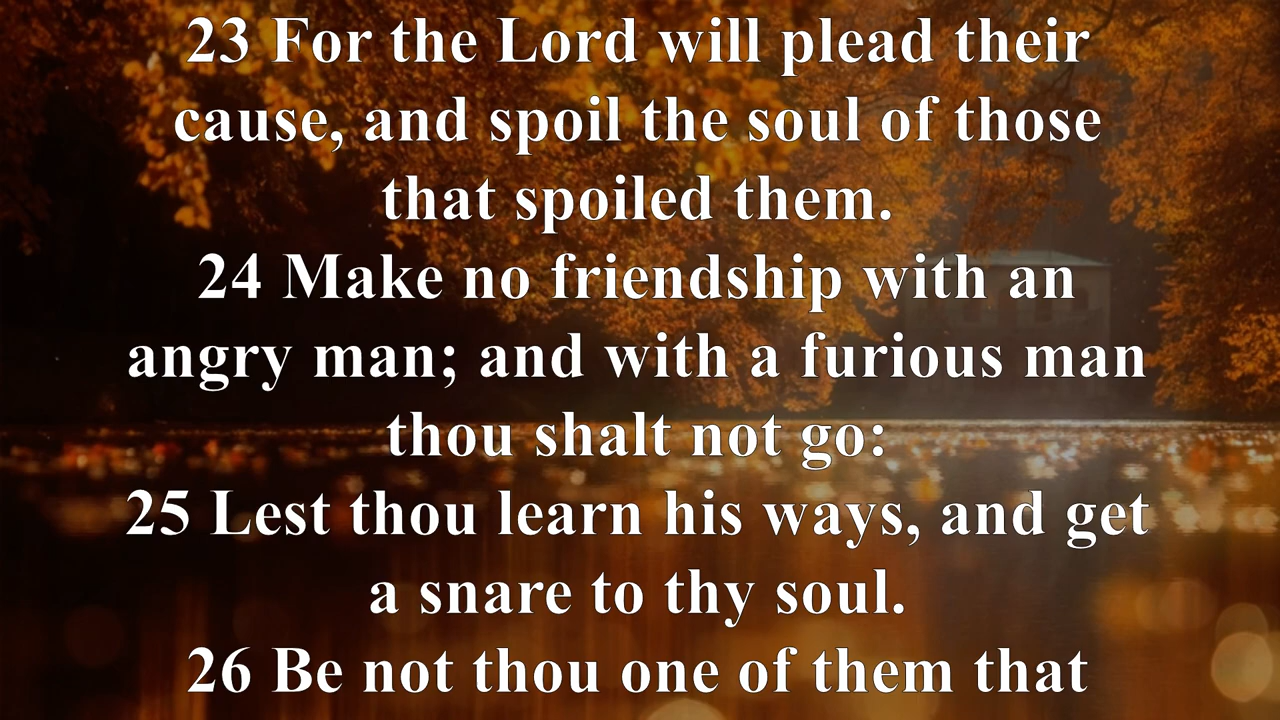 23 For the Lord will plead their
cause, and spoil the soul of those
that spoiled them.
24 Make no friendship with an
angry man; and with a furious man
thou shalt not go:
25 Lest thou learn his ways, and get
a snare to thy soul.
26 Be not thou one of them that